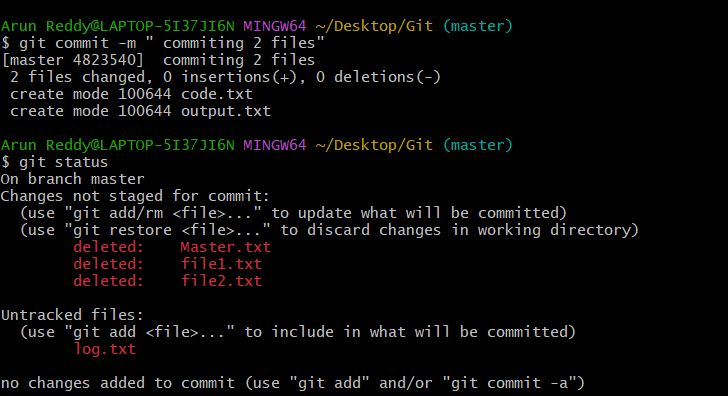 Arun Reddy@LAPTOP-5I37JI6N MINGW64 ~/Desktop/Git (master)
$ git commit -m " commiting 2 files"
[master 4823540]  commiting 2 files
 2 files changed, 0 insertions(+), 0 deletions(-)
 create mode 100644 code.txt
 create mode 100644 output.txt

Arun Reddy@LAPTOP-5I37JI6N MINGW64 ~/Desktop/Git (master)
$ git status
On branch master
Changes not staged for commit:
  (use "git add/rm <file>..." to update what will be committed)
  (use "git restore <file>..." to discard changes in working directory)
        deleted:    Master.txt
        deleted:    file1.txt
        deleted:    file2.txt

Untracked files:
  (use "git add <file>..." to include in what will be committed)
        log.txt

no changes added to commit (use "git add" and/or "git commit -a")